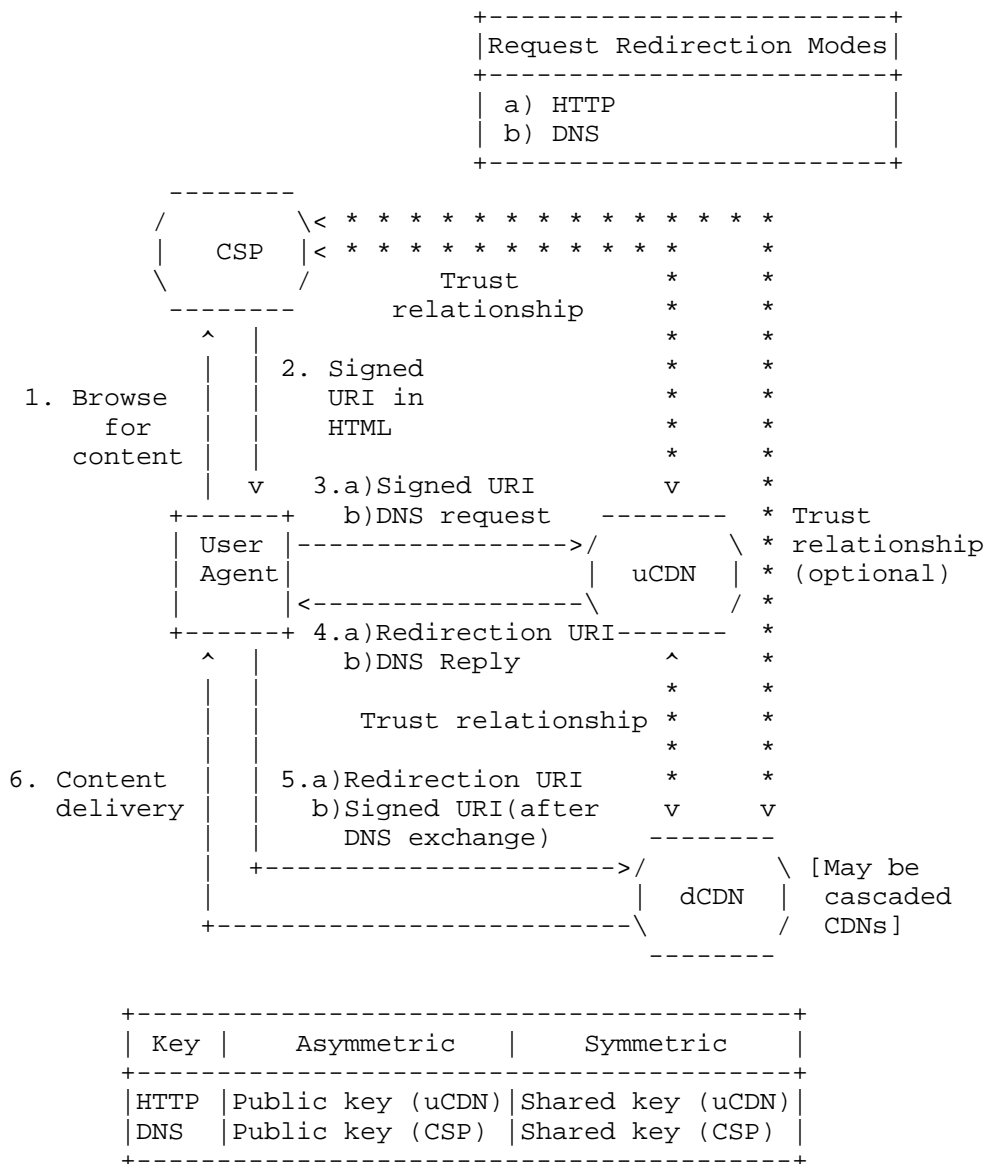 Request Redirection Modes
a) HTTP
b) DNS
CSP
Trust
relationship
2. Signed
URI in
HTML
1. Browse
for
content
3.a)Signed URI
b)DNS request
Trust
relationship
(optional)
User
Agent
uCDN
4.a)Redirection URI
b)DNS Reply
Trust relationship
6. Content
delivery
5.a)Redirection URI
b)Signed URI(after
DNS exchange)
[May be
cascaded
CDNs]
dCDN
Key | Asymmetric | Symmetric
HTTP |Public key (uCDN)|Shared key (uCDN)
DNS |Public key (CSP) |Shared key (CSP)